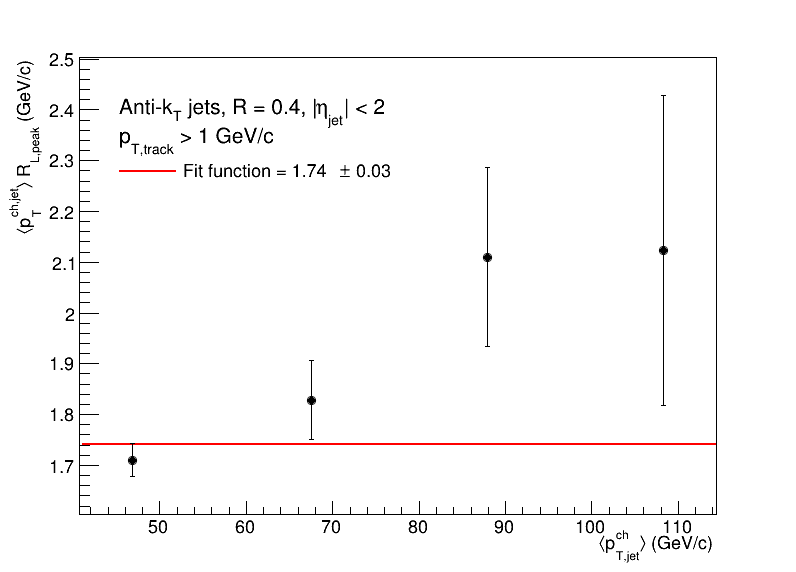 2.5
2.4
2.3
2.2
2.1
2
1.9
1.8
1.7
⟨p_T^ch,jet⟩ R_L,peak (GeV/c)
Anti-k_T jets, R = 0.4, |η_jet| < 2
p_T,track > 1 GeV/c
Fit function = 1.74 ± 0.03
50 60 70 80 90 100 110
⟨p_T,jet^ch⟩ (GeV/c)